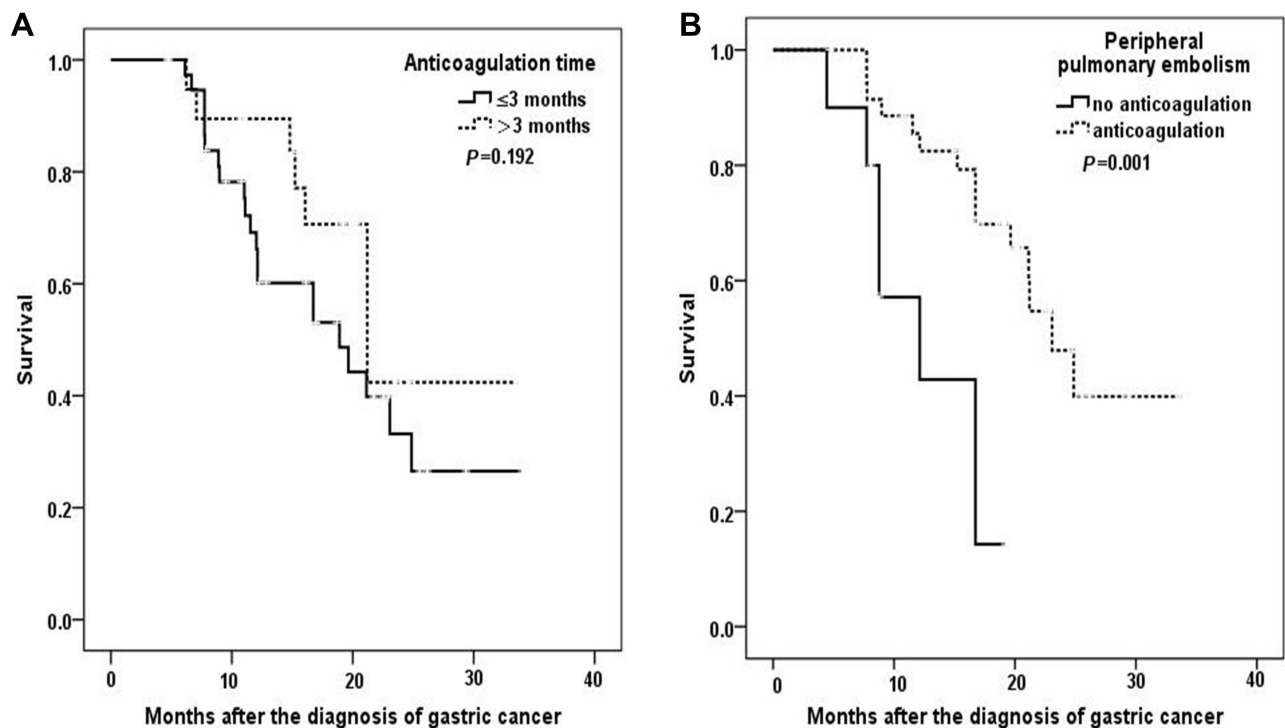 A
Anticoagulation time
≤3 months
>3 months
P=0.192
1.0
0.8
0.6
0.4
0.2
0.0
Survival
0 10 20 30 40
Months after the diagnosis of gastric cancer
B
Peripheral
pulmonary embolism
no anticoagulation
anticoagulation
P=0.001
1.0
0.8
0.6
0.4
0.2
0.0
Survival
0 10 20 30 40
Months after the diagnosis of gastric cancer